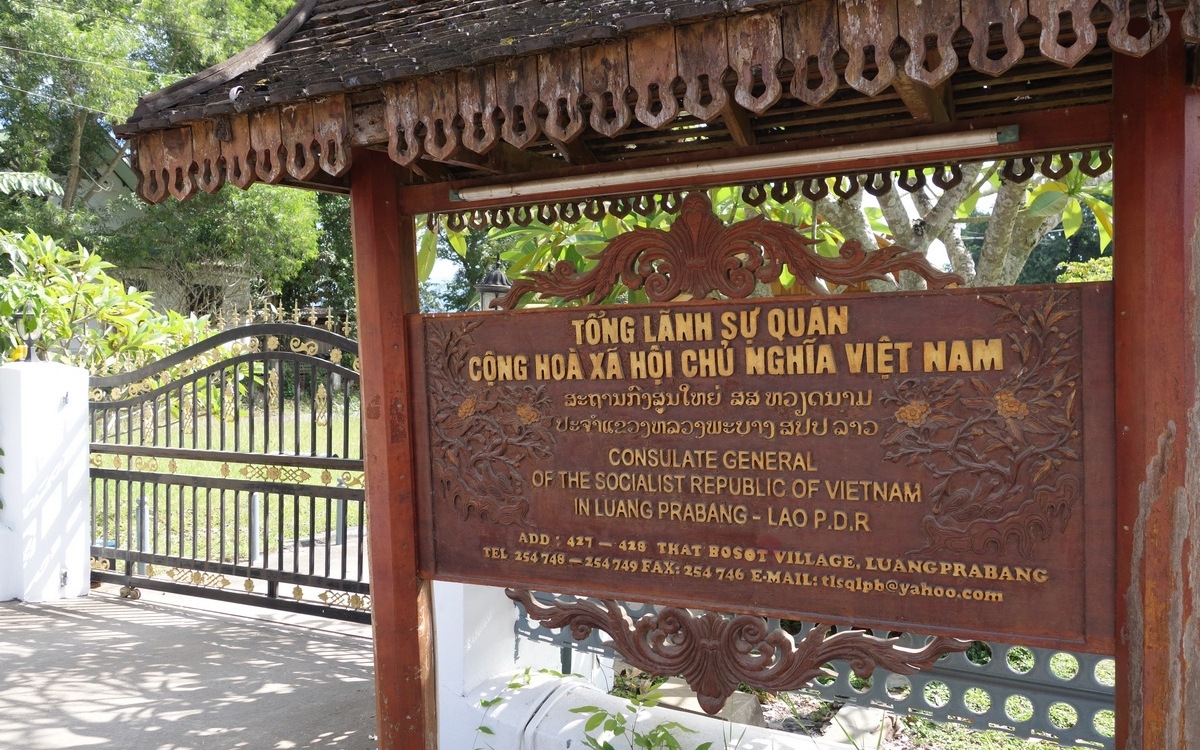 TỔNG LÃNH SỰ QUAN
CỘNG HOÀ XÃ HỘI CHỦ NGHĨA VIỆT NAM
ສະຖານກົງສູນໃຫຍ່ ສສ ຫວຽດນາມ
ປະຈຳແຂວງຫລວງພະບາງ ສປປ ລາວ
CONSULATE GENERAL
OF THE SOCIALIST REPUBLIC OF VIETNAM
IN LUANG PRABANG - LAO P.D.R
ADD : 427 — 428 THAT BOSOT VILLAGE, LUANGPRABANG
TEL 254 748 — 254 749 FAX: 254 746 E-MAIL: tlsqlpb@yahoo.com